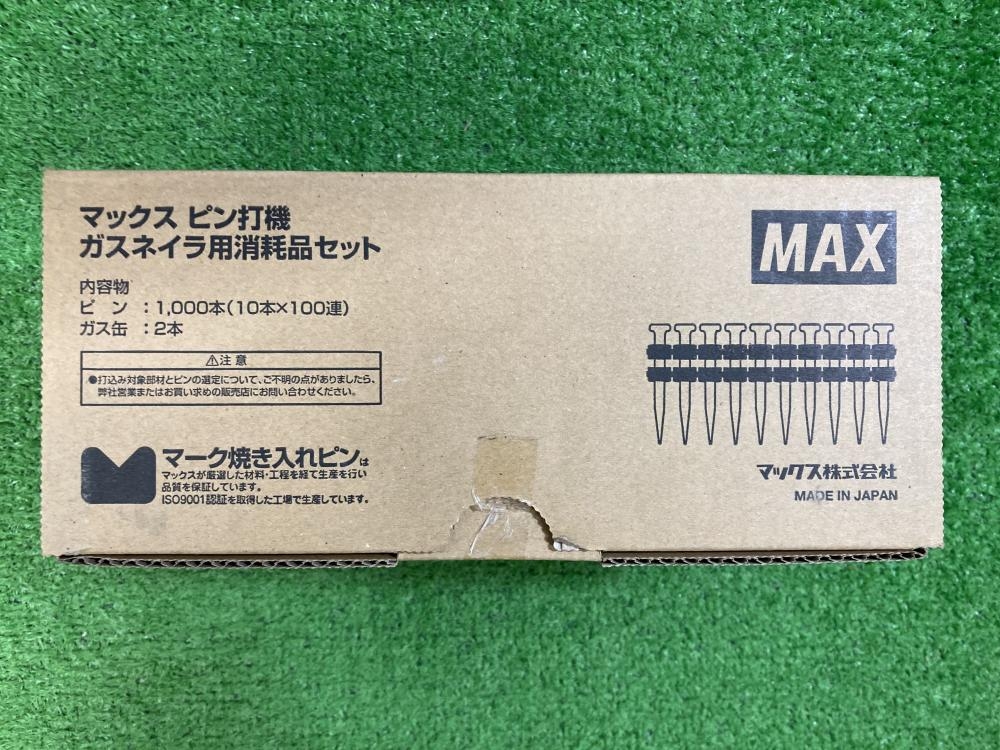 マックス ピン打機
ガスネイラ用消耗品セット
内容物
ピン：1,000本（10本×100連）
ガス缶：2本
⚠注意
●打込み対象部材とピンの選定について、ご不明の点がありましたら、
弊社営業またはお買い求めの販売店にお問い合わせください。
マーク焼き入れピンは
マックスが厳選した材料・工程を経て生産を行い
品質を保証しています。
ISO9001認証を取得した工場で生産しています。
MAX
マックス株式会社
MADE IN JAPAN